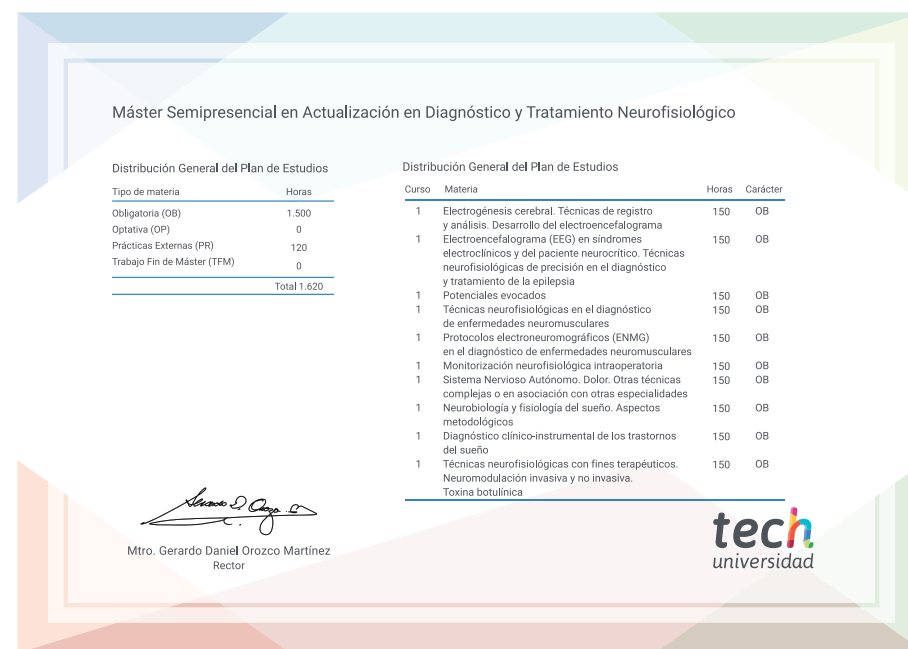 Máster Semipresencial en Actualización en Diagnóstico y Tratamiento Neurofisiológico
Distribución General del Plan de Estudios
Tipo de materia Horas
Obligatoria (OB) 1.500
Optativa (OP) 0
Prácticas Externas (PR) 120
Trabajo Fin de Máster (TFM) 0
Total 1.620
Distribución General del Plan de Estudios
Curso Materia Horas Carácter
1 Electrogénesis cerebral. Técnicas de registro 150 OB
y análisis. Desarrollo del electroencefalograma
1 Electroencefalograma (EEG) en síndromes 150 OB
electroclínicos y del paciente neurocrítico. Técnicas
neurofisiológicas de precisión en el diagnóstico
y tratamiento de la epilepsia
1 Potenciales evocados 150 OB
1 Técnicas neurofisiológicas en el diagnóstico 150 OB
de enfermedades neuromusculares
1 Protocolos electroneuromográficos (ENMG) 150 OB
en el diagnóstico de enfermedades neuromusculares
1 Monitorización neurofisiológica intraoperatoria 150 OB
1 Sistema Nervioso Autónomo. Dolor. Otras técnicas 150 OB
complejas o en asociación con otras especialidades
1 Neurobiología y fisiología del sueño. Aspectos 150 OB
metodológicos
1 Diagnóstico clínico-instrumental de los trastornos 150 OB
del sueño
1 Técnicas neurofisiológicas con fines terapéuticos. 150 OB
Neuromodulación invasiva y no invasiva.
Toxina botulínica
Mtro. Gerardo Daniel Orozco Martínez
Rector
tech
universidad